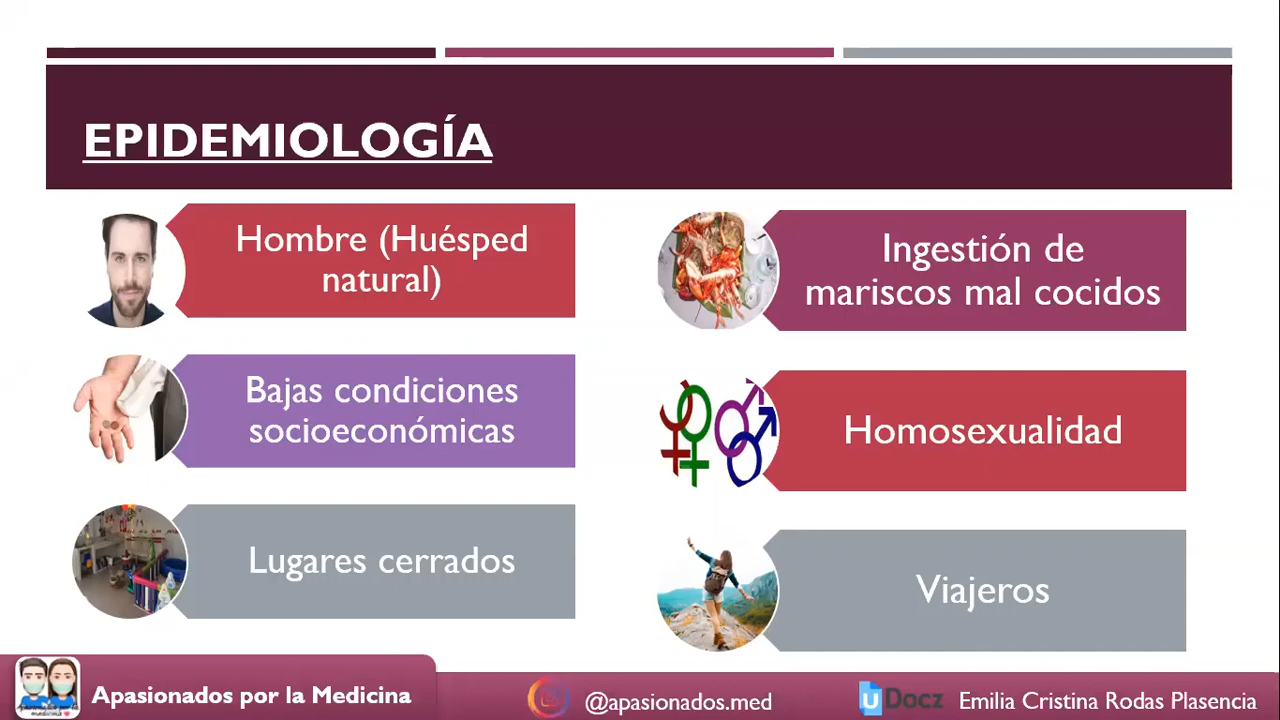 EPIDEMIOLOGÍA
Hombre (Huésped
natural)
Bajas condiciones
socioeconómicas
Lugares cerrados
Ingestión de
mariscos mal cocidos
Homosexualidad
Viajeros
Apasionados por la Medicina
@apasionados.med
uDocz
Emilia Cristina Rodas Plasencia